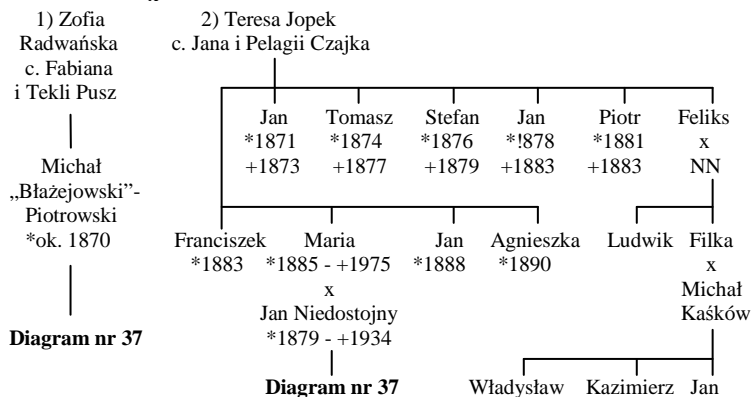 1) Zofia
Radwańska
c. Fabiana
i Tekli Pusz
2) Teresa Jopek
c. Jana i Pelagii Czajka
Michał
„Błażejowski”-
Piotrowski
*ok. 1870
Diagram nr 37
Jan
*1871
+1873
Tomasz
*1874
+1877
Stefan
*1876
+1879
Jan
*!878
+1883
Piotr
*1881
+1883
Feliks
x
NN
Franciszek
*1883
Maria
*1885 - +1975
x
Jan Niedostojny
*1879 - +1934
Diagram nr 37
Jan
*1888
Agnieszka
*1890
Ludwik
Filka
x
Michał
Kaśków
Władysław
Kazimierz
Jan